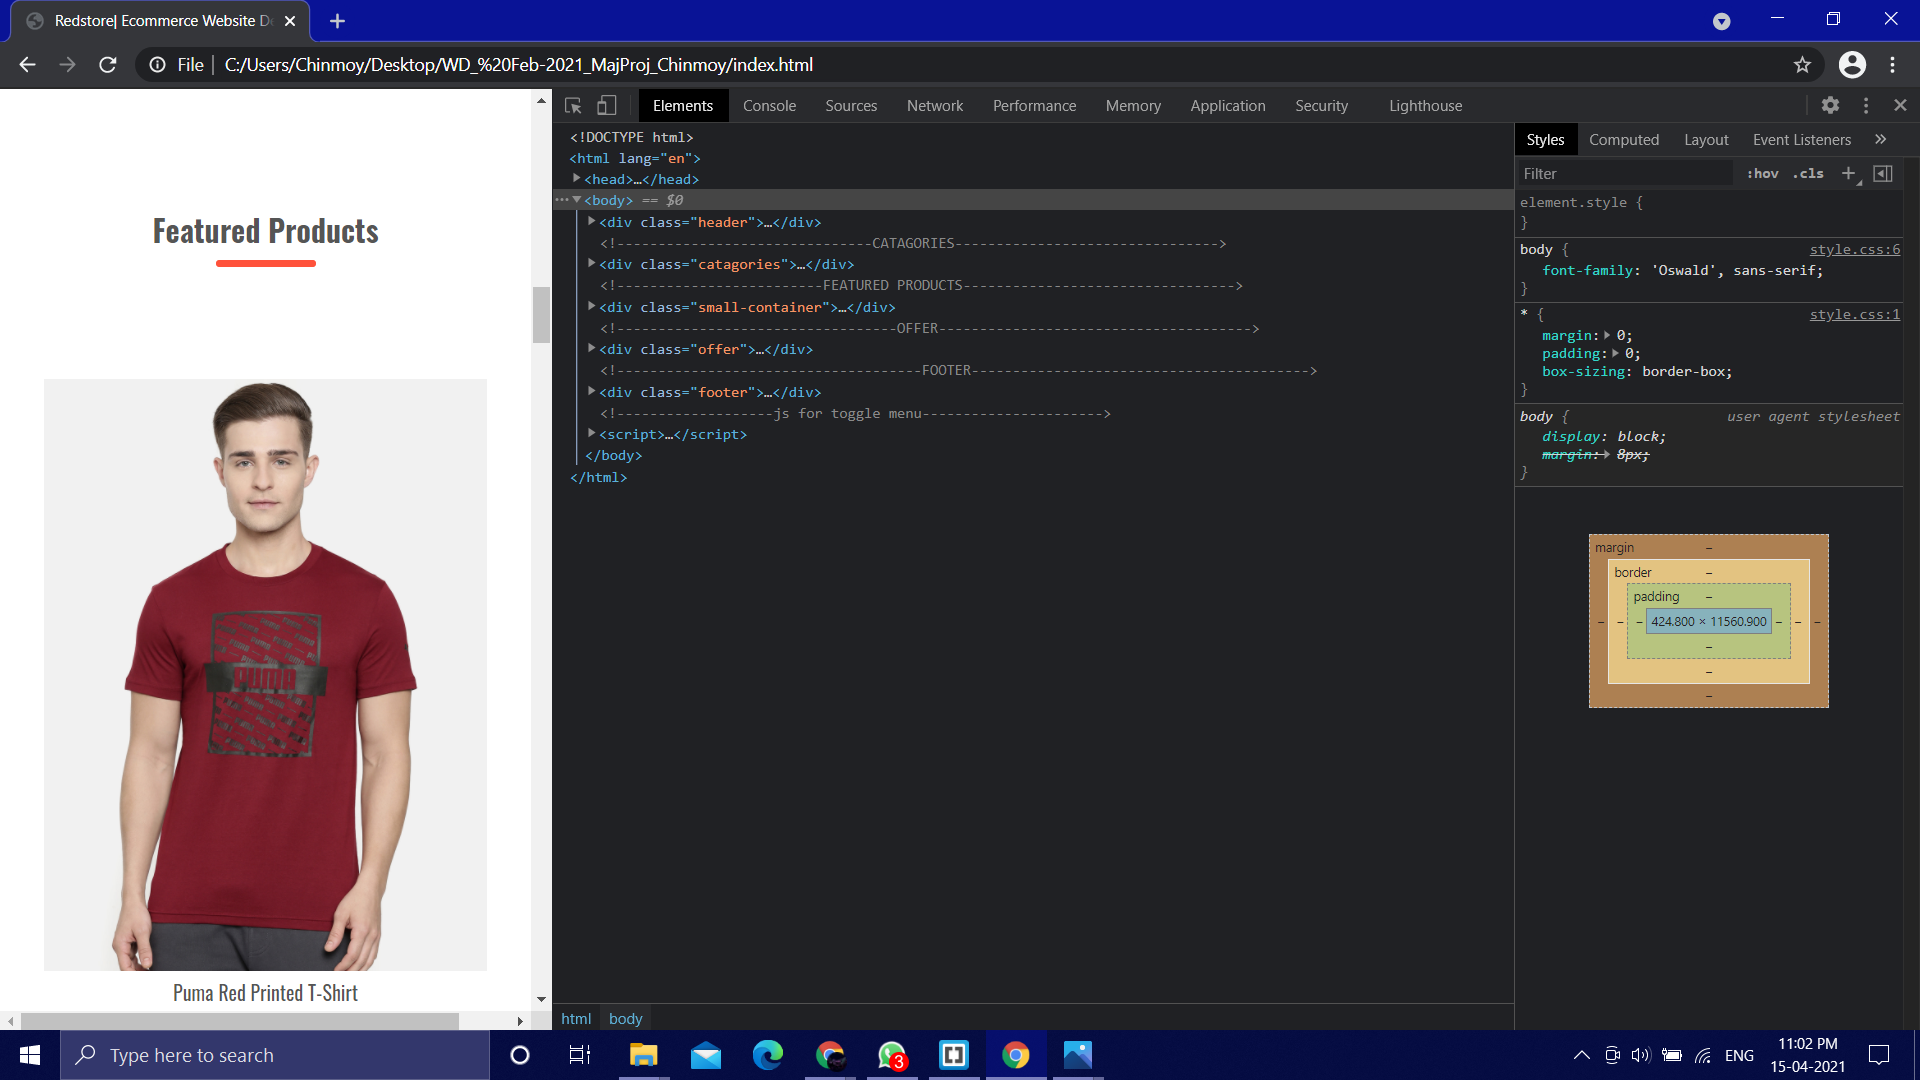 Redstore| Ecommerce Website De
File
C:/Users/Chinmoy/Desktop/WD_%20Feb-2021_MajProj_Chinmoy/index.html
Elements Console Sources Network Performance Memory Application Security Lighthouse
Featured Products
PUMA
Puma Red Printed T-Shirt
<!DOCTYPE html>
<html lang="en">
<head>…</head>
<body> == $0
<div class="header">…</div>
<!-------------------------------CATAGORIES-------------------------------->
<div class="catagories">…</div>
<!-------------------------FEATURED PRODUCTS--------------------------------->
<div class="small-container">…</div>
<!----------------------------------OFFER-------------------------------------->
<div class="offer">…</div>
<!-------------------------------------FOOTER----------------------------------------->
<div class="footer">…</div>
<!-------------------js for toggle menu---------------------->
<script>…</script>
</body>
</html>
html body
Styles Computed Layout Event Listeners »
Filter :hov .cls +
element.style {
}
body { style.css:6
font-family: 'Oswald', sans-serif;
}
* { style.css:1
margin: 0;
padding: 0;
box-sizing: border-box;
}
body { user agent stylesheet
display: block;
margin: 8px;
}
margin –
border –
padding –
– – – 424.800 × 11560.900 – – –
–
–
–
Type here to search
3
ENG
11:02 PM
15-04-2021